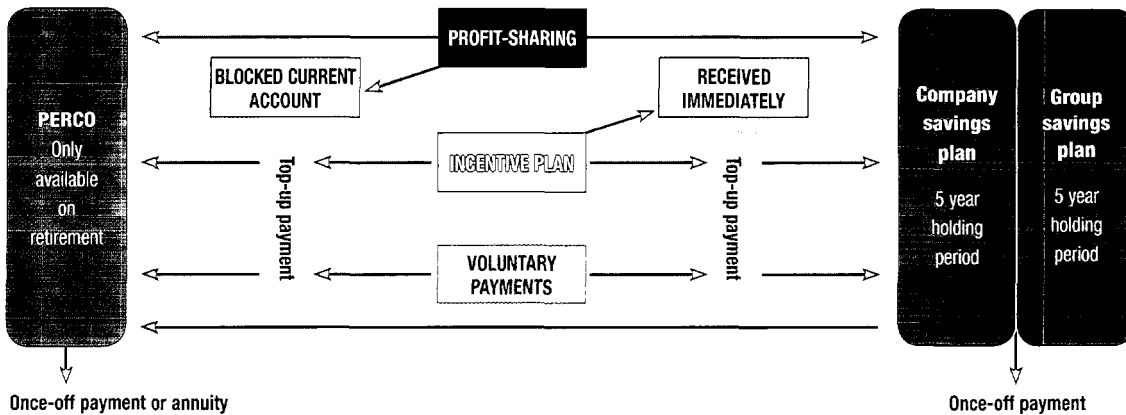 PROFIT-SHARING
BLOCKED CURRENT
ACCOUNT
RECEIVED
IMMEDIATELY
PERCO
Only
available
on
retirement
Top-up payment
INCENTIVE PLAN
Top-up payment
VOLUNTARY
PAYMENTS
Company
savings
plan
5 year
holding
period
Group
savings
plan
5 year
holding
period
Once-off payment or annuity
Once-off payment